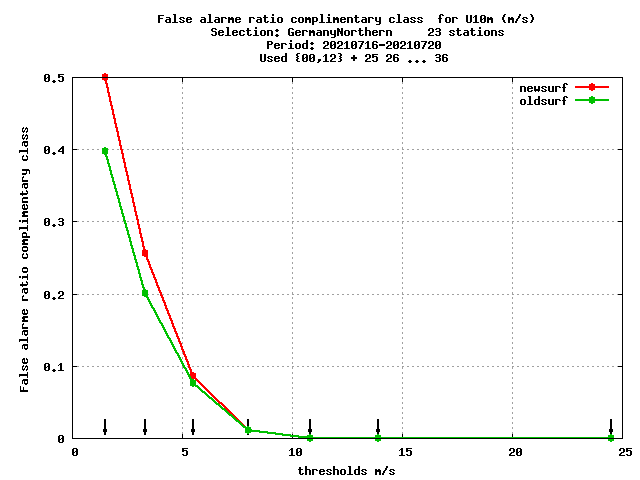 False alarme ratio complimentary class  for U10m (m/s)
Selection: GermanyNorthern     23 stations
Period: 20210716-20210720
Used {00,12} + 25 26 ... 36
newsurf
oldsurf
False alarme ratio complimentary class
0.5
0.4
0.3
0.2
0.1
0
0 5 10 15 20 25
thresholds m/s